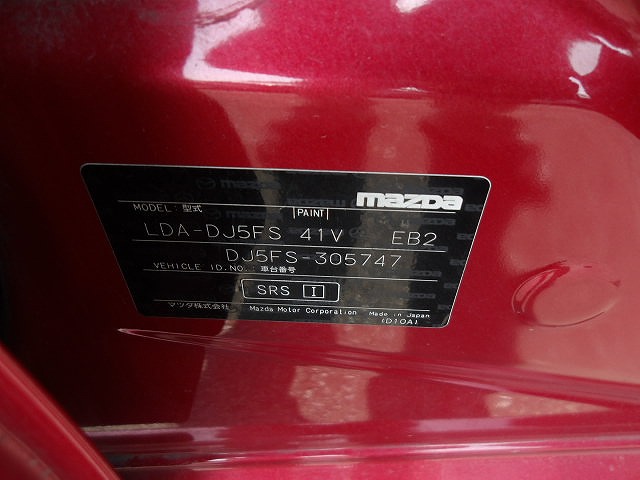 mazda
MODEL: 型式 PAINT
LDA-DJ5FS 41V EB2
DJ5FS-305747
VEHICLE ID.NO.: 車台番号
SRS I
マツダ株式会社 Mazda Motor Corporation Made in Japan
(D10A)